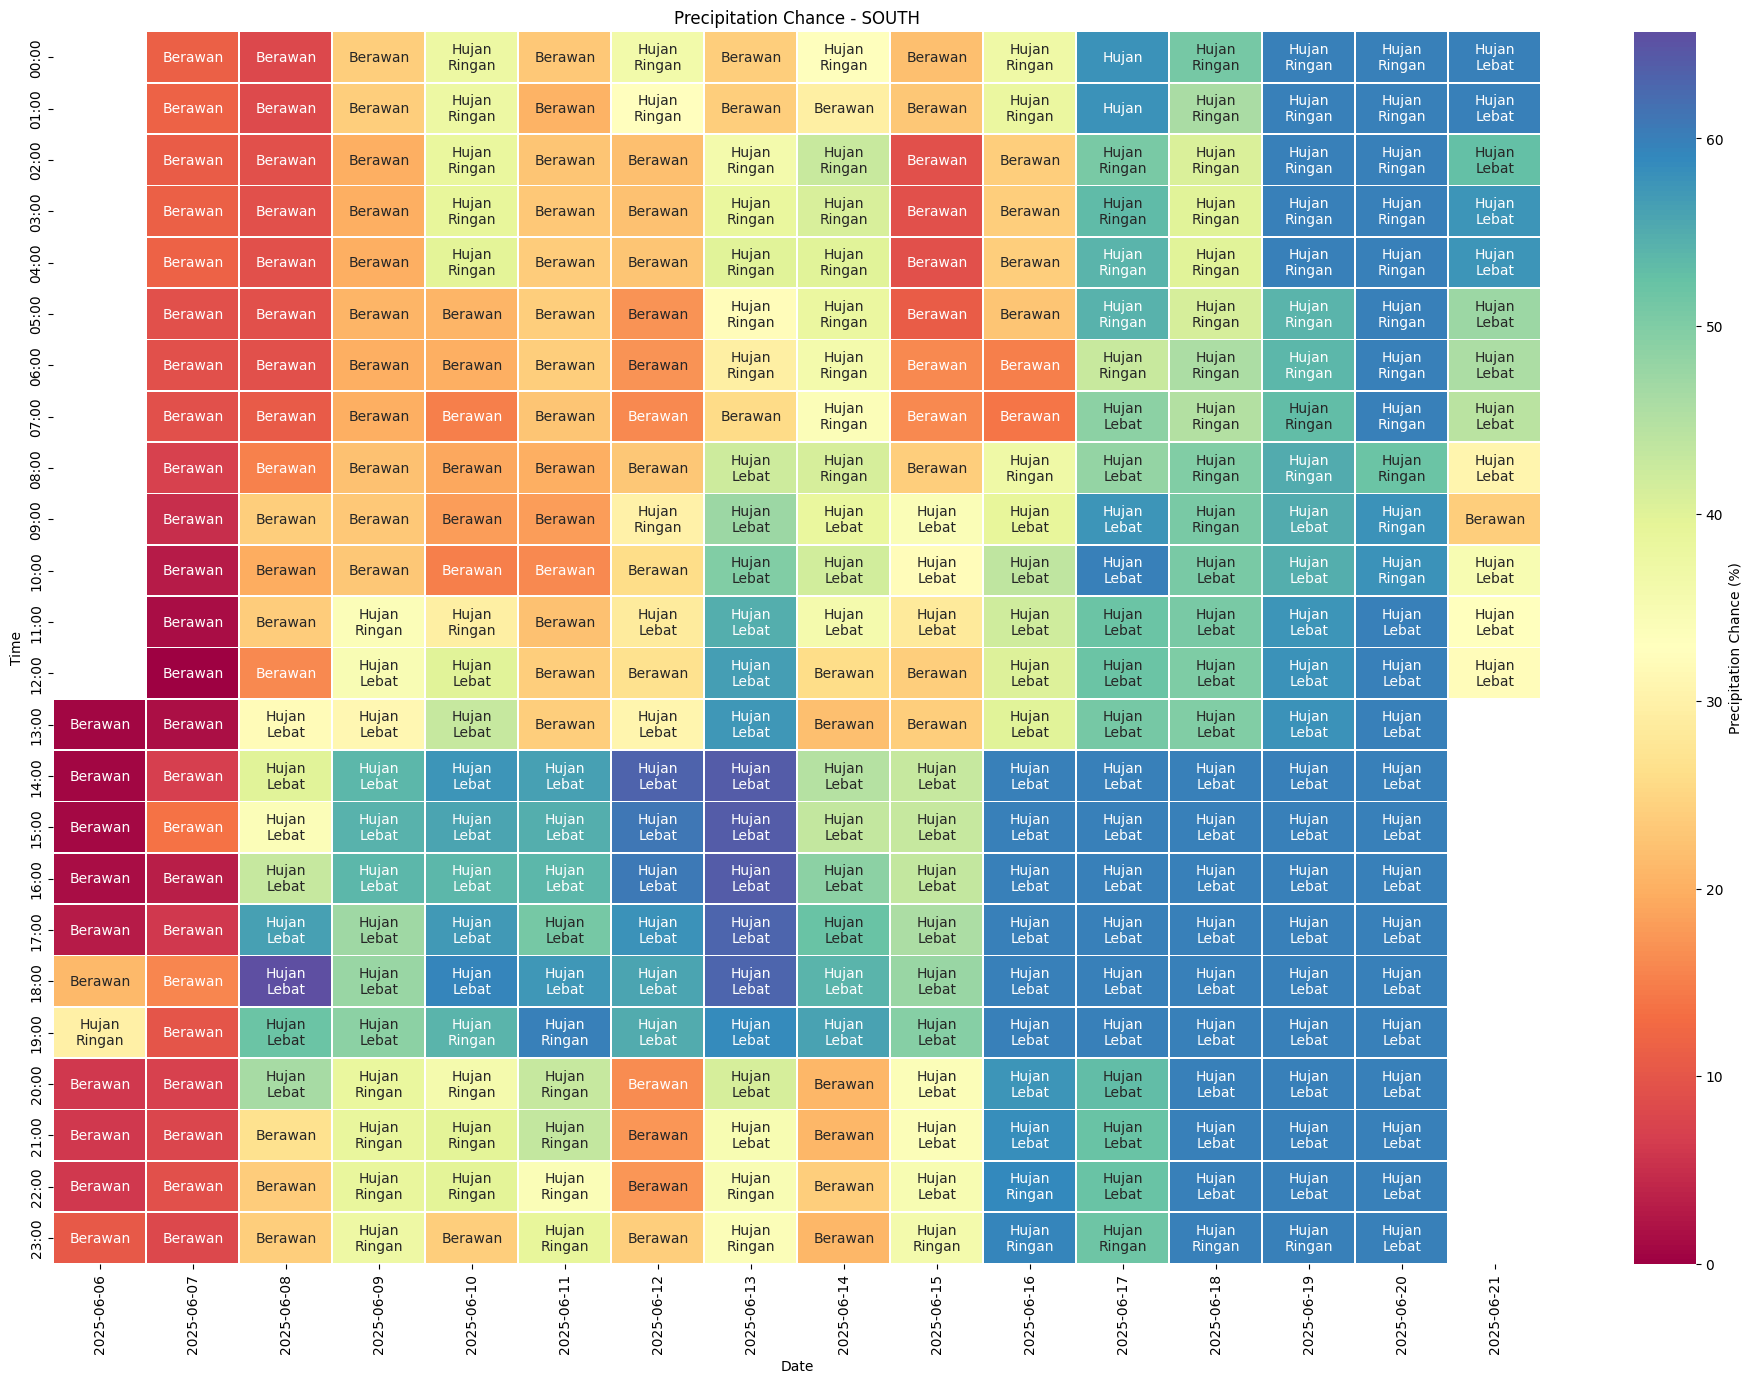 Precipitation Chance - SOUTH
00:00 Berawan Berawan Berawan Hujan Ringan Berawan Hujan Ringan Berawan Hujan Ringan Berawan Hujan Ringan Hujan Hujan Ringan Hujan Ringan Hujan Ringan Hujan Lebat
01:00 Berawan Berawan Berawan Hujan Ringan Berawan Hujan Ringan Berawan Berawan Berawan Hujan Ringan Hujan Hujan Ringan Hujan Ringan Hujan Ringan Hujan Lebat
02:00 Berawan Berawan Berawan Hujan Ringan Berawan Berawan Hujan Ringan Hujan Ringan Berawan Berawan Hujan Ringan Hujan Ringan Hujan Ringan Hujan Ringan Hujan Lebat
03:00 Berawan Berawan Berawan Hujan Ringan Berawan Berawan Hujan Ringan Hujan Ringan Berawan Berawan Hujan Ringan Hujan Ringan Hujan Ringan Hujan Ringan Hujan Lebat
04:00 Berawan Berawan Berawan Hujan Ringan Berawan Berawan Hujan Ringan Hujan Ringan Berawan Berawan Hujan Ringan Hujan Ringan Hujan Ringan Hujan Ringan Hujan Lebat
05:00 Berawan Berawan Berawan Berawan Berawan Berawan Hujan Ringan Hujan Ringan Berawan Berawan Hujan Ringan Hujan Ringan Hujan Ringan Hujan Ringan Hujan Lebat
06:00 Berawan Berawan Berawan Berawan Berawan Berawan Hujan Ringan Hujan Ringan Berawan Berawan Hujan Ringan Hujan Ringan Hujan Ringan Hujan Ringan Hujan Lebat
07:00 Berawan Berawan Berawan Berawan Berawan Berawan Berawan Hujan Ringan Berawan Berawan Hujan Lebat Hujan Ringan Hujan Ringan Hujan Ringan Hujan Lebat
08:00 Berawan Berawan Berawan Berawan Berawan Berawan Hujan Lebat Hujan Ringan Berawan Hujan Ringan Hujan Lebat Hujan Ringan Hujan Ringan Hujan Ringan Hujan Lebat
09:00 Berawan Berawan Berawan Berawan Berawan Hujan Ringan Hujan Lebat Hujan Lebat Hujan Lebat Hujan Lebat Hujan Lebat Hujan Ringan Hujan Lebat Hujan Ringan Berawan
10:00 Berawan Berawan Berawan Berawan Berawan Berawan Hujan Lebat Hujan Lebat Hujan Lebat Hujan Lebat Hujan Lebat Hujan Lebat Hujan Lebat Hujan Ringan Hujan Lebat
11:00 Berawan Berawan Hujan Ringan Hujan Ringan Berawan Hujan Lebat Hujan Lebat Hujan Lebat Hujan Lebat Hujan Lebat Hujan Lebat Hujan Lebat Hujan Lebat Hujan Lebat Hujan Lebat
12:00 Berawan Berawan Hujan Lebat Hujan Lebat Berawan Berawan Hujan Lebat Berawan Berawan Hujan Lebat Hujan Lebat Hujan Lebat Hujan Lebat Hujan Lebat Hujan Lebat
13:00 Berawan Berawan Hujan Lebat Hujan Lebat Hujan Lebat Berawan Hujan Lebat Hujan Lebat Berawan Berawan Hujan Lebat Hujan Lebat Hujan Lebat Hujan Lebat Hujan Lebat
14:00 Berawan Berawan Hujan Lebat Hujan Lebat Hujan Lebat Hujan Lebat Hujan Lebat Hujan Lebat Hujan Lebat Hujan Lebat Hujan Lebat Hujan Lebat Hujan Lebat Hujan Lebat Hujan Lebat
15:00 Berawan Berawan Hujan Lebat Hujan Lebat Hujan Lebat Hujan Lebat Hujan Lebat Hujan Lebat Hujan Lebat Hujan Lebat Hujan Lebat Hujan Lebat Hujan Lebat Hujan Lebat Hujan Lebat
16:00 Berawan Berawan Hujan Lebat Hujan Lebat Hujan Lebat Hujan Lebat Hujan Lebat Hujan Lebat Hujan Lebat Hujan Lebat Hujan Lebat Hujan Lebat Hujan Lebat Hujan Lebat Hujan Lebat
17:00 Berawan Berawan Hujan Lebat Hujan Lebat Hujan Lebat Hujan Lebat Hujan Lebat Hujan Lebat Hujan Lebat Hujan Lebat Hujan Lebat Hujan Lebat Hujan Lebat Hujan Lebat Hujan Lebat
18:00 Berawan Berawan Hujan Lebat Hujan Lebat Hujan Lebat Hujan Lebat Hujan Lebat Hujan Lebat Hujan Lebat Hujan Lebat Hujan Lebat Hujan Lebat Hujan Lebat Hujan Lebat Hujan Lebat
19:00 Hujan Ringan Berawan Hujan Lebat Hujan Lebat Hujan Ringan Hujan Ringan Hujan Lebat Hujan Lebat Hujan Lebat Hujan Lebat Hujan Lebat Hujan Lebat Hujan Lebat Hujan Lebat Hujan Lebat
20:00 Berawan Berawan Hujan Lebat Hujan Ringan Hujan Ringan Hujan Ringan Berawan Hujan Lebat Berawan Hujan Lebat Hujan Lebat Hujan Lebat Hujan Lebat Hujan Lebat Hujan Lebat
21:00 Berawan Berawan Berawan Hujan Ringan Hujan Ringan Hujan Ringan Berawan Hujan Lebat Berawan Hujan Lebat Hujan Lebat Hujan Lebat Hujan Lebat Hujan Lebat Hujan Lebat
22:00 Berawan Berawan Berawan Hujan Ringan Hujan Ringan Hujan Ringan Berawan Hujan Ringan Berawan Hujan Lebat Hujan Ringan Hujan Lebat Hujan Lebat Hujan Lebat Hujan Lebat
23:00 Berawan Berawan Berawan Hujan Ringan Berawan Hujan Ringan Berawan Hujan Ringan Berawan Hujan Ringan Hujan Ringan Hujan Ringan Hujan Ringan Hujan Ringan Hujan Lebat
Time
2025-06-06 2025-06-07 2025-06-08 2025-06-09 2025-06-10 2025-06-11 2025-06-12 2025-06-13 2025-06-14 2025-06-15 2025-06-16 2025-06-17 2025-06-18 2025-06-19 2025-06-20 2025-06-21
Date
60
50
40
30
20
10
0
Precipitation Chance (%)